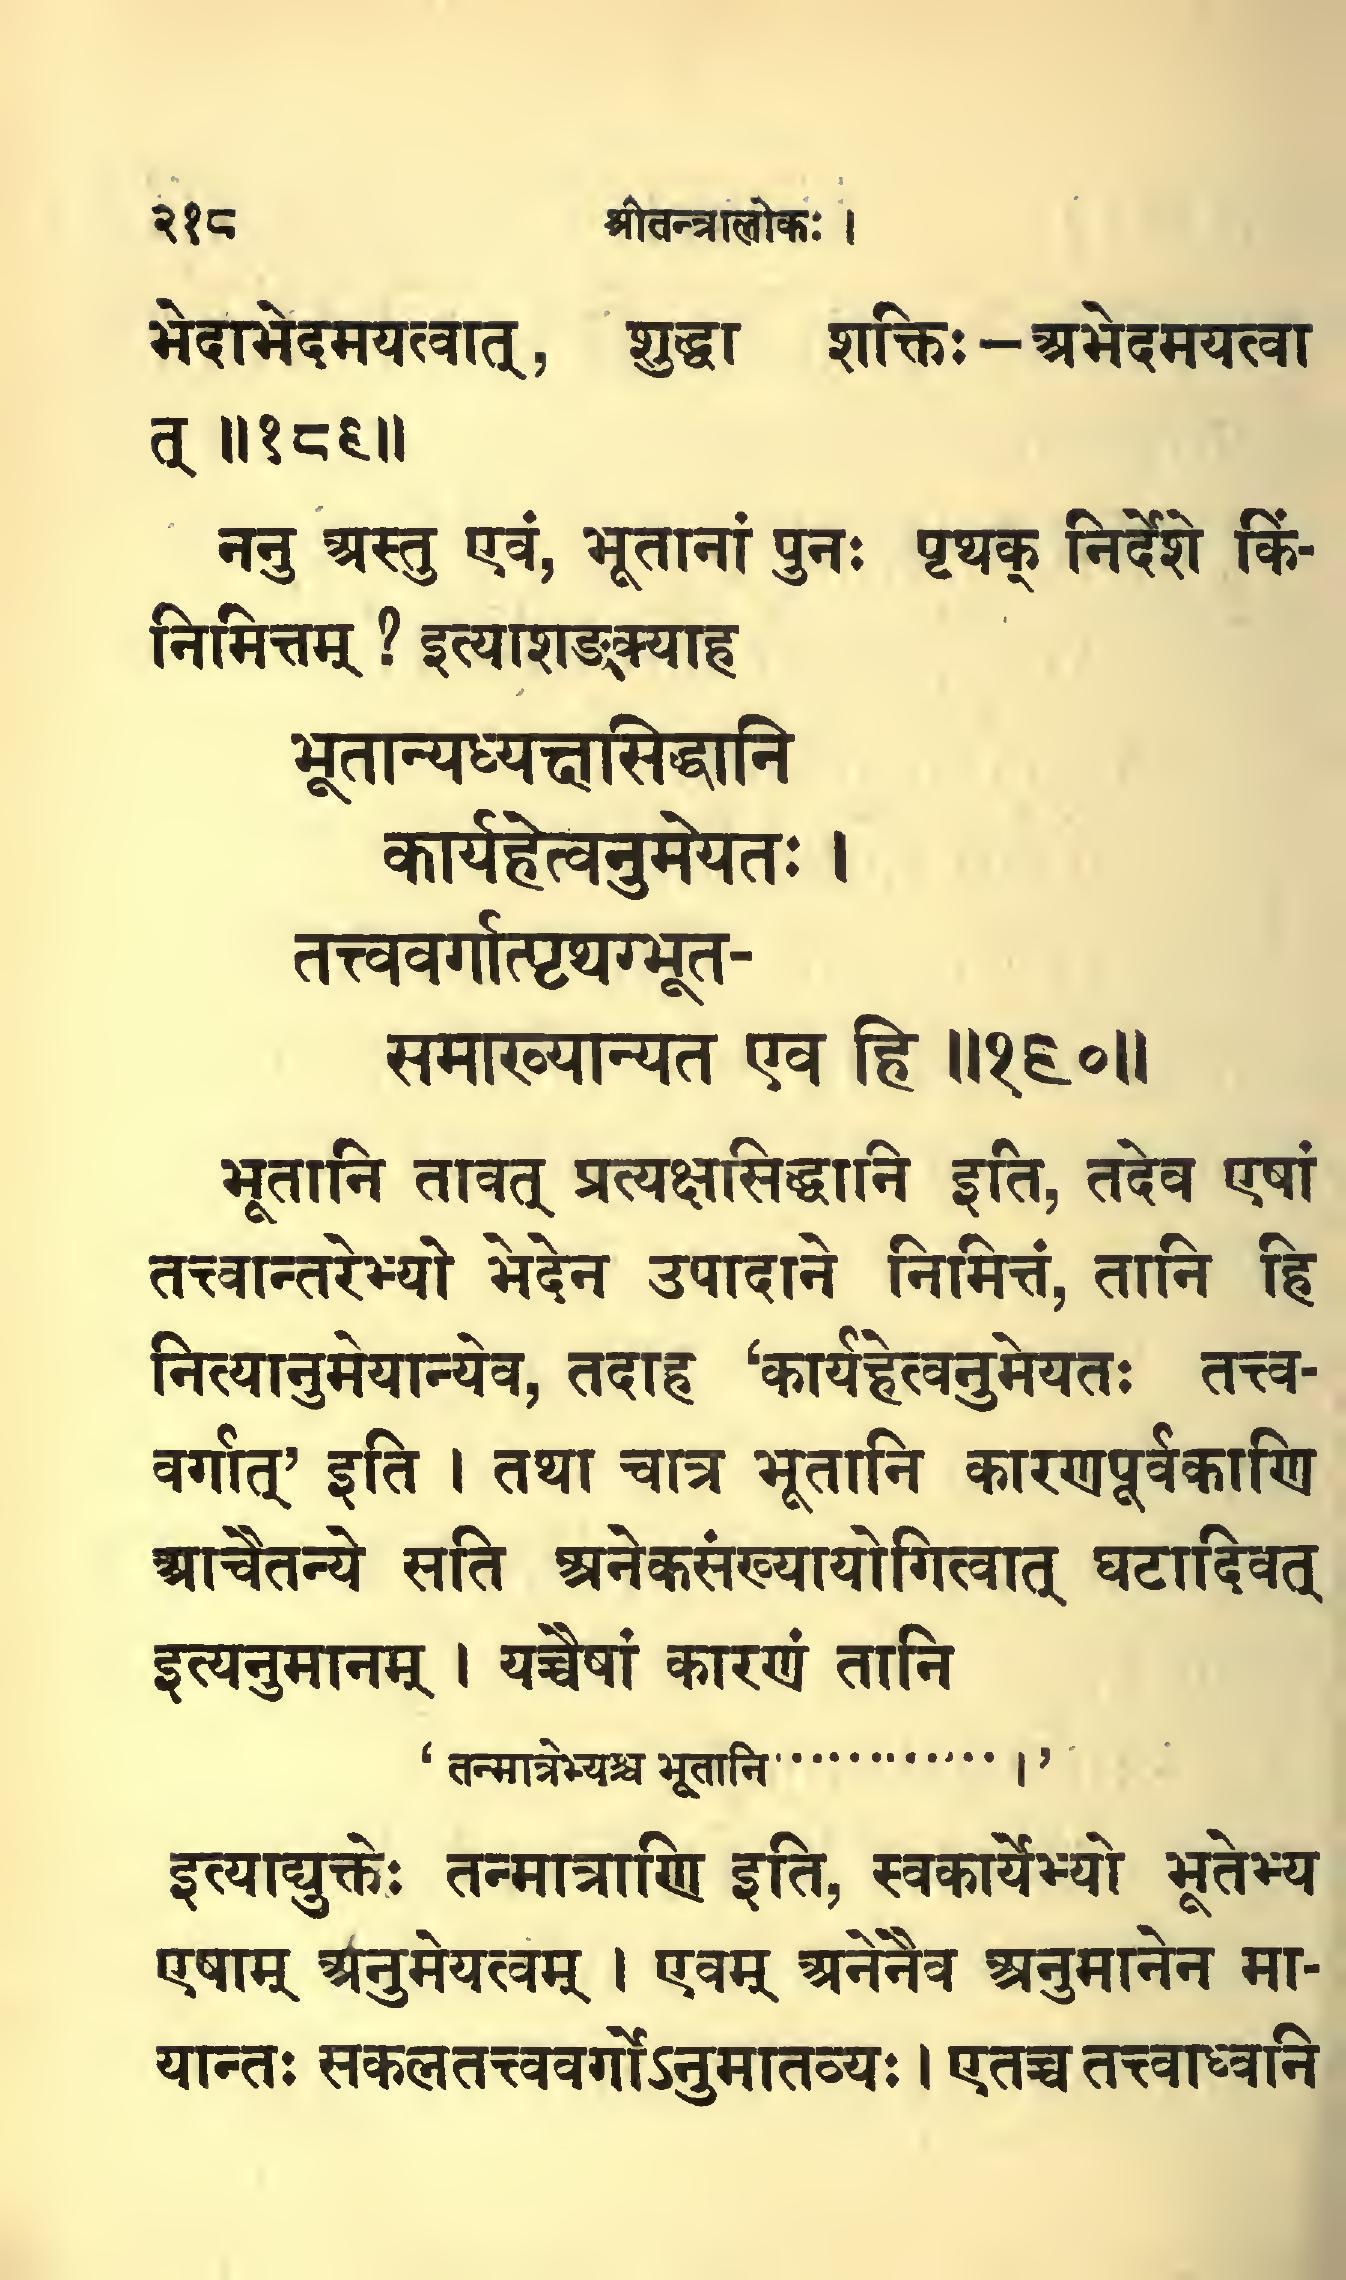 २१८ श्रीतन्त्रालोकः ।
भेदाभेदमयत्वात्, शुद्धा शक्तिः—अभेदमयत्वा
त् ॥१८९॥
ननु अस्तु एवं, भूतानां पुनः पृथक् निर्देशे किं-
निमित्तम् ? इत्याशङ्क्याह
भूतान्यध्यक्षसिद्धानि
कार्यहेत्वनुमेयतः ।
तत्त्ववर्गात्पृथग्भूत-
समाख्यान्यत एव हि ॥१९०॥
भूतानि तावत् प्रत्यक्षसिद्धानि इति, तदेव एषां
तत्त्वान्तरेभ्यो भेदेन उपादाने निमित्तं, तानि हि
नित्यानुमेयान्येव, तदाह ‘कार्यहेत्वनुमेयतः तत्त्व-
वर्गात्’ इति । तथा चात्र भूतानि कारणपूर्वकाणि
आचैतन्ये सति अनेकसंख्यायोगित्वात् घटादिवत्
इत्यनुमानम् । यच्चैषां कारणं तानि
‘ तन्मात्रेभ्यश्च भूतानि············ ।’
इत्याद्युक्तेः तन्मात्राणि इति, स्वकार्येभ्यो भूतेभ्य
एषाम् अनुमेयत्वम् । एवम् अनेनैव अनुमानेन मा-
यान्तः सकलतत्त्ववर्गोऽनुमातव्यः । एतच्च तत्त्वाध्वनि